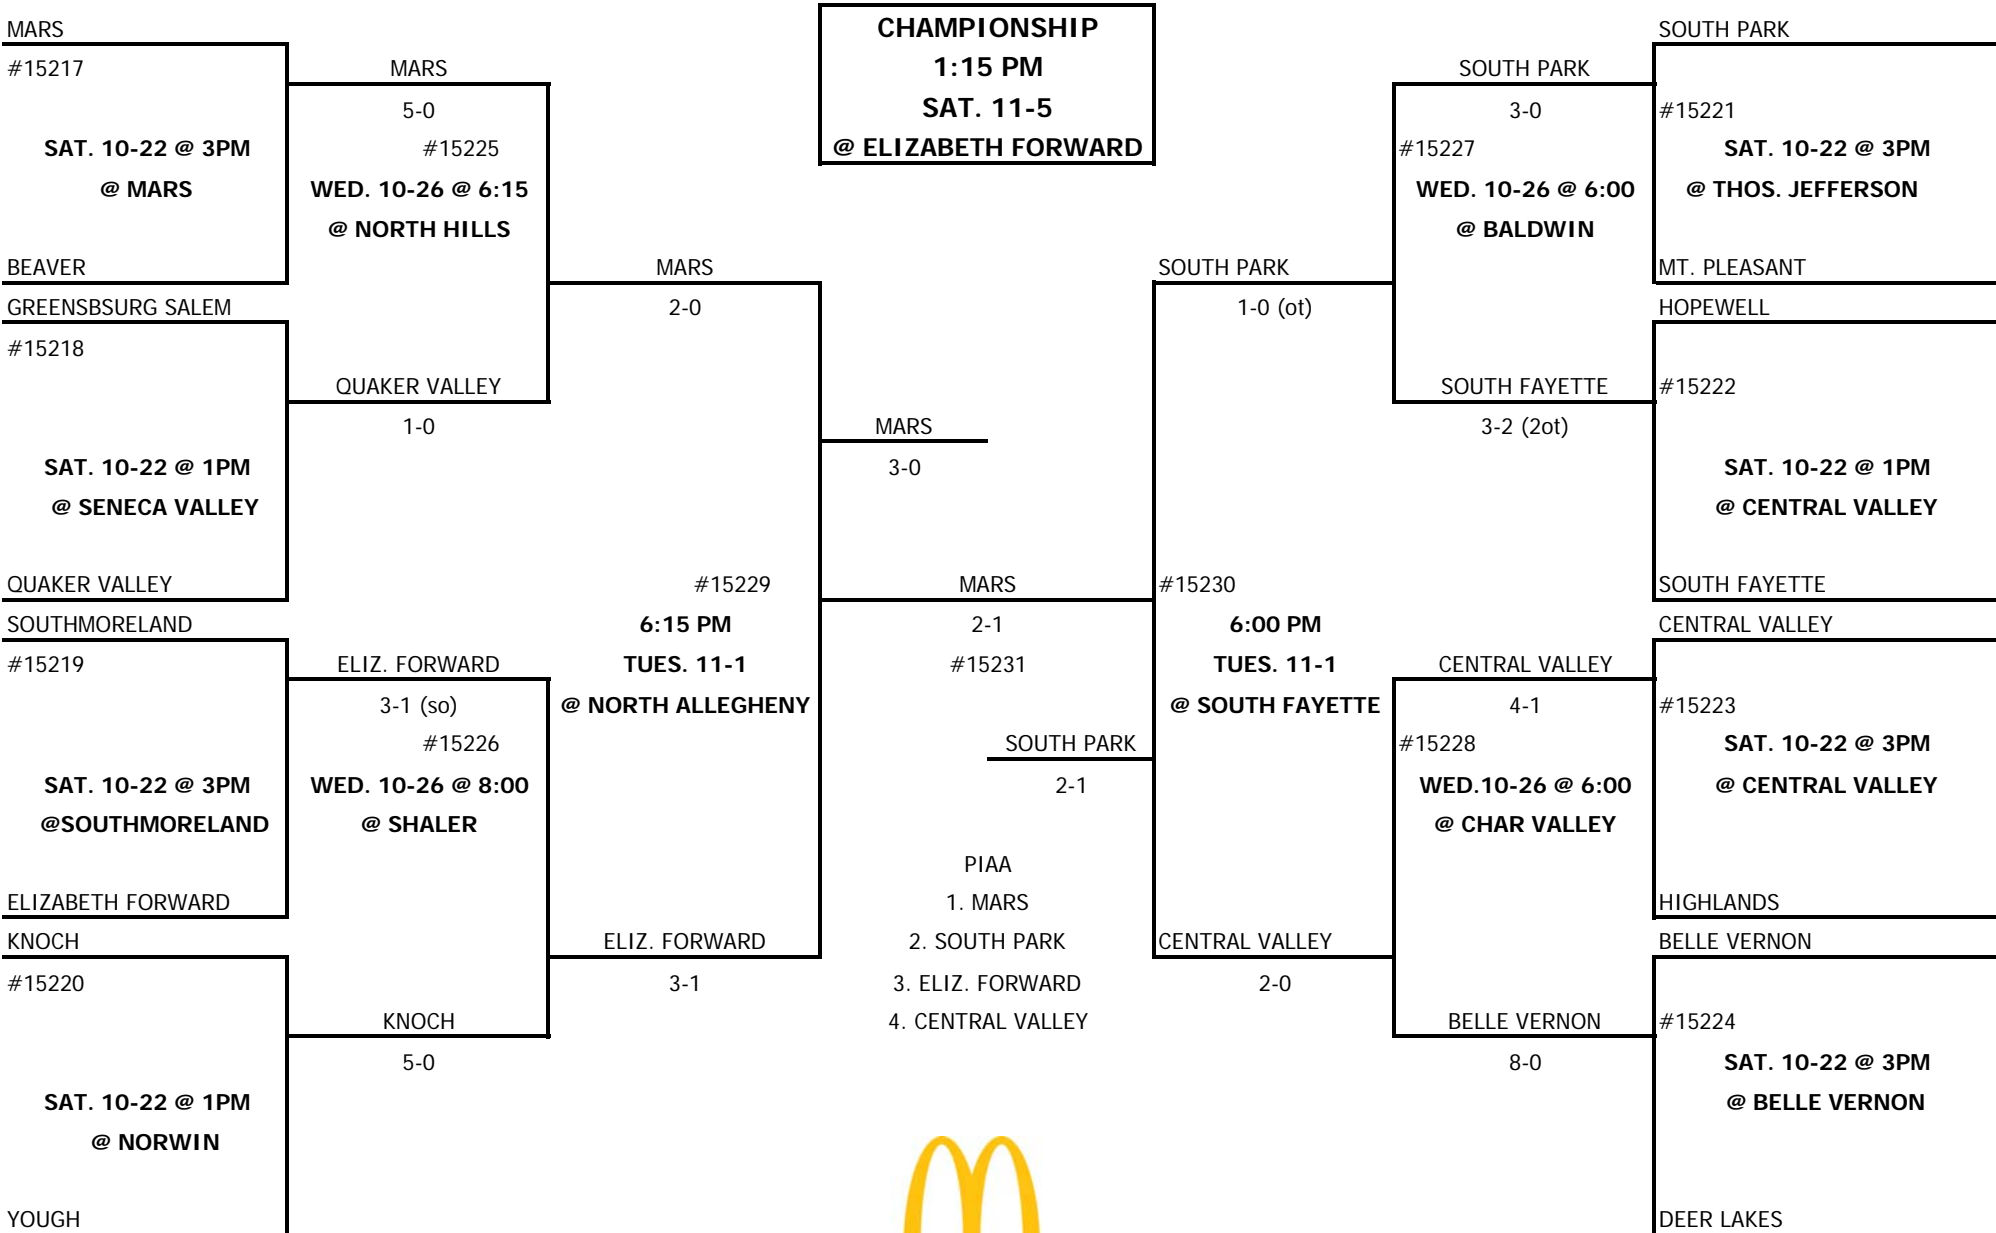 MARS
#15217
SAT. 10-22 @ 3PM
@ MARS
BEAVER
GREENSBSURG SALEM
#15218
SAT. 10-22 @ 1PM
@ SENECA VALLEY
QUAKER VALLEY
SOUTHMORELAND
#15219
SAT. 10-22 @ 3PM
@SOUTHMORELAND
ELIZABETH FORWARD
KNOCH
#15220
SAT. 10-22 @ 1PM
@ NORWIN
YOUGH
MARS
5-0
#15225
WED. 10-26 @ 6:15
@ NORTH HILLS
QUAKER VALLEY
1-0
ELIZ. FORWARD
3-1 (so)
#15226
WED. 10-26 @ 8:00
@ SHALER
KNOCH
5-0
MARS
2-0
#15229
6:15 PM
TUES. 11-1
@ NORTH ALLEGHENY
ELIZ. FORWARD
3-1
CHAMPIONSHIP
1:15 PM
SAT. 11-5
@ ELIZABETH FORWARD
MARS
3-0
MARS
2-1
#15231
SOUTH PARK
2-1
PIAA
1. MARS
2. SOUTH PARK
3. ELIZ. FORWARD
4. CENTRAL VALLEY
SOUTH PARK
1-0 (ot)
#15230
6:00 PM
TUES. 11-1
@ SOUTH FAYETTE
CENTRAL VALLEY
2-0
SOUTH PARK
3-0
#15227
WED. 10-26 @ 6:00
@ BALDWIN
SOUTH FAYETTE
3-2 (2ot)
CENTRAL VALLEY
4-1
#15228
WED.10-26 @ 6:00
@ CHAR VALLEY
BELLE VERNON
8-0
SOUTH PARK
#15221
SAT. 10-22 @ 3PM
@ THOS. JEFFERSON
MT. PLEASANT
HOPEWELL
#15222
SAT. 10-22 @ 1PM
@ CENTRAL VALLEY
SOUTH FAYETTE
CENTRAL VALLEY
#15223
SAT. 10-22 @ 3PM
@ CENTRAL VALLEY
HIGHLANDS
BELLE VERNON
#15224
SAT. 10-22 @ 3PM
@ BELLE VERNON
DEER LAKES